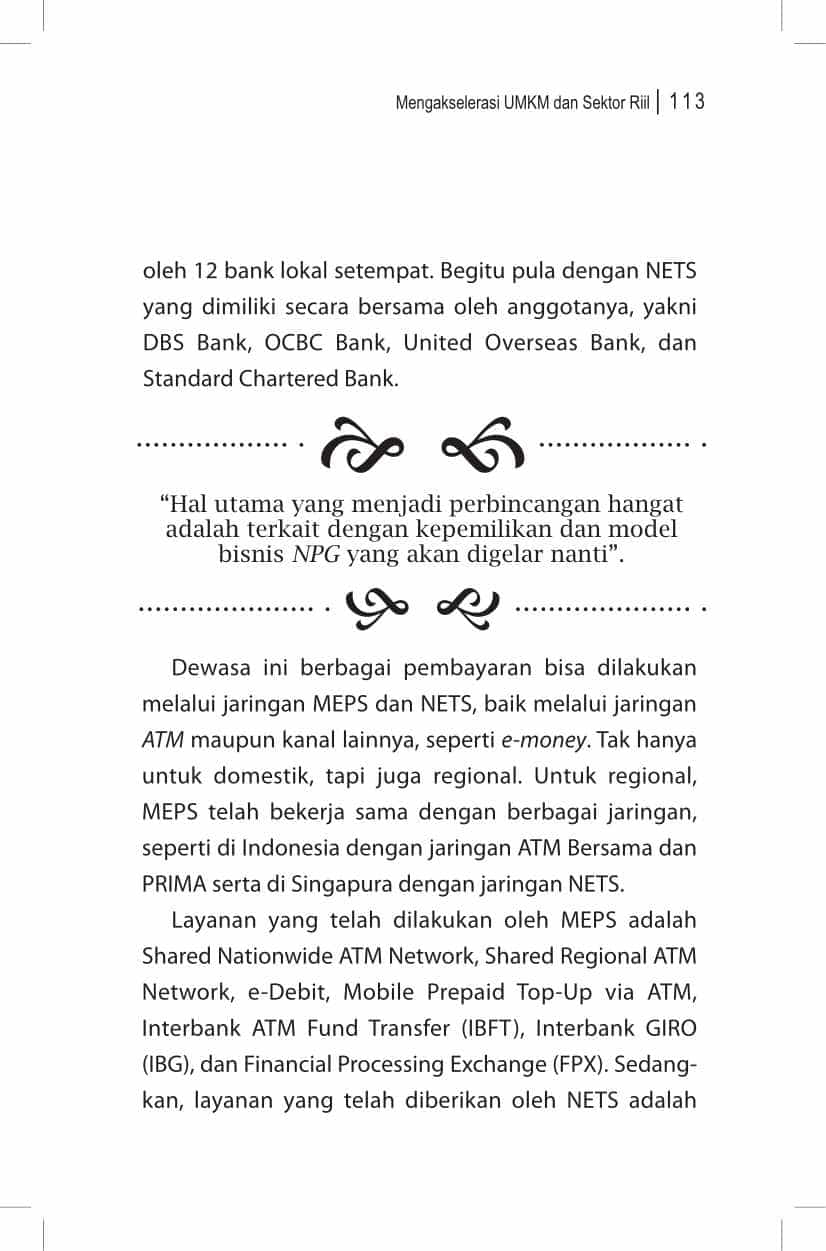 Mengakselerasi UMKM dan Sektor Riil | 113
oleh 12 bank lokal setempat. Begitu pula dengan NETS
yang dimiliki secara bersama oleh anggotanya, yakni
DBS Bank, OCBC Bank, United Overseas Bank, dan
Standard Chartered Bank.
“Hal utama yang menjadi perbincangan hangat
adalah terkait dengan kepemilikan dan model
bisnis NPG yang akan digelar nanti”.
Dewasa ini berbagai pembayaran bisa dilakukan
melalui jaringan MEPS dan NETS, baik melalui jaringan
ATM maupun kanal lainnya, seperti e-money. Tak hanya
untuk domestik, tapi juga regional. Untuk regional,
MEPS telah bekerja sama dengan berbagai jaringan,
seperti di Indonesia dengan jaringan ATM Bersama dan
PRIMA serta di Singapura dengan jaringan NETS.
Layanan yang telah dilakukan oleh MEPS adalah
Shared Nationwide ATM Network, Shared Regional ATM
Network, e-Debit, Mobile Prepaid Top-Up via ATM,
Interbank ATM Fund Transfer (IBFT), Interbank GIRO
(IBG), dan Financial Processing Exchange (FPX). Sedang-
kan, layanan yang telah diberikan oleh NETS adalah